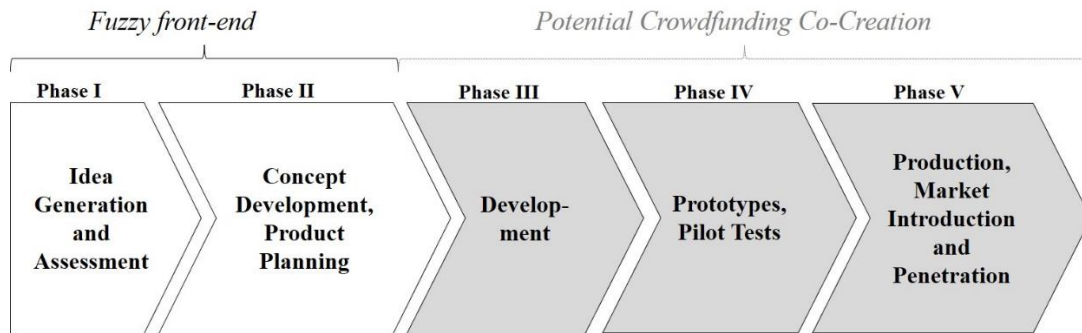 Fuzzy front-end
Potential Crowdfunding Co-Creation
Phase I
Phase II
Phase III
Phase IV
Phase V
Idea
Generation
and
Assessment
Concept
Development,
Product
Planning
Develop-
ment
Prototypes,
Pilot Tests
Production,
Market
Introduction
and
Penetration